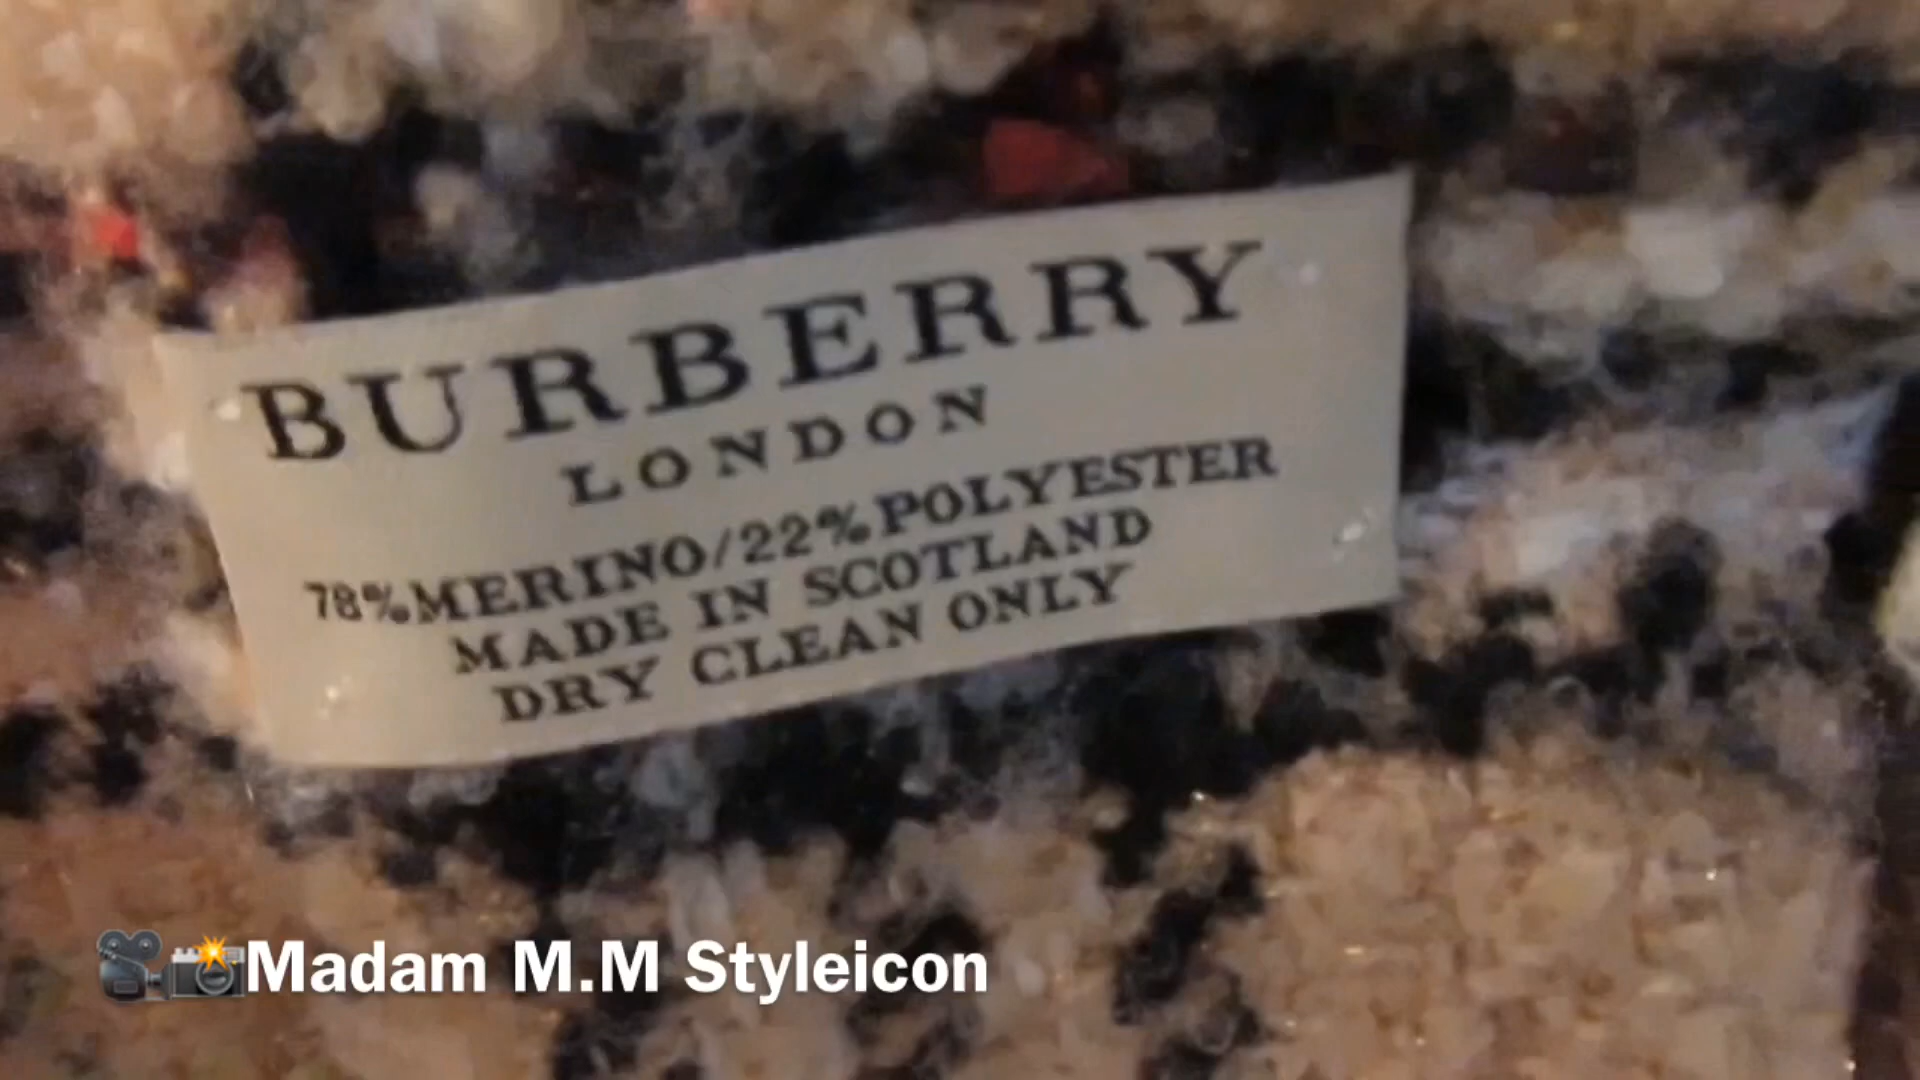 BURBERRY
LONDON
78%MERINO/22%POLYESTER
MADE IN SCOTLAND
DRY CLEAN ONLY
Madam M.M Styleicon